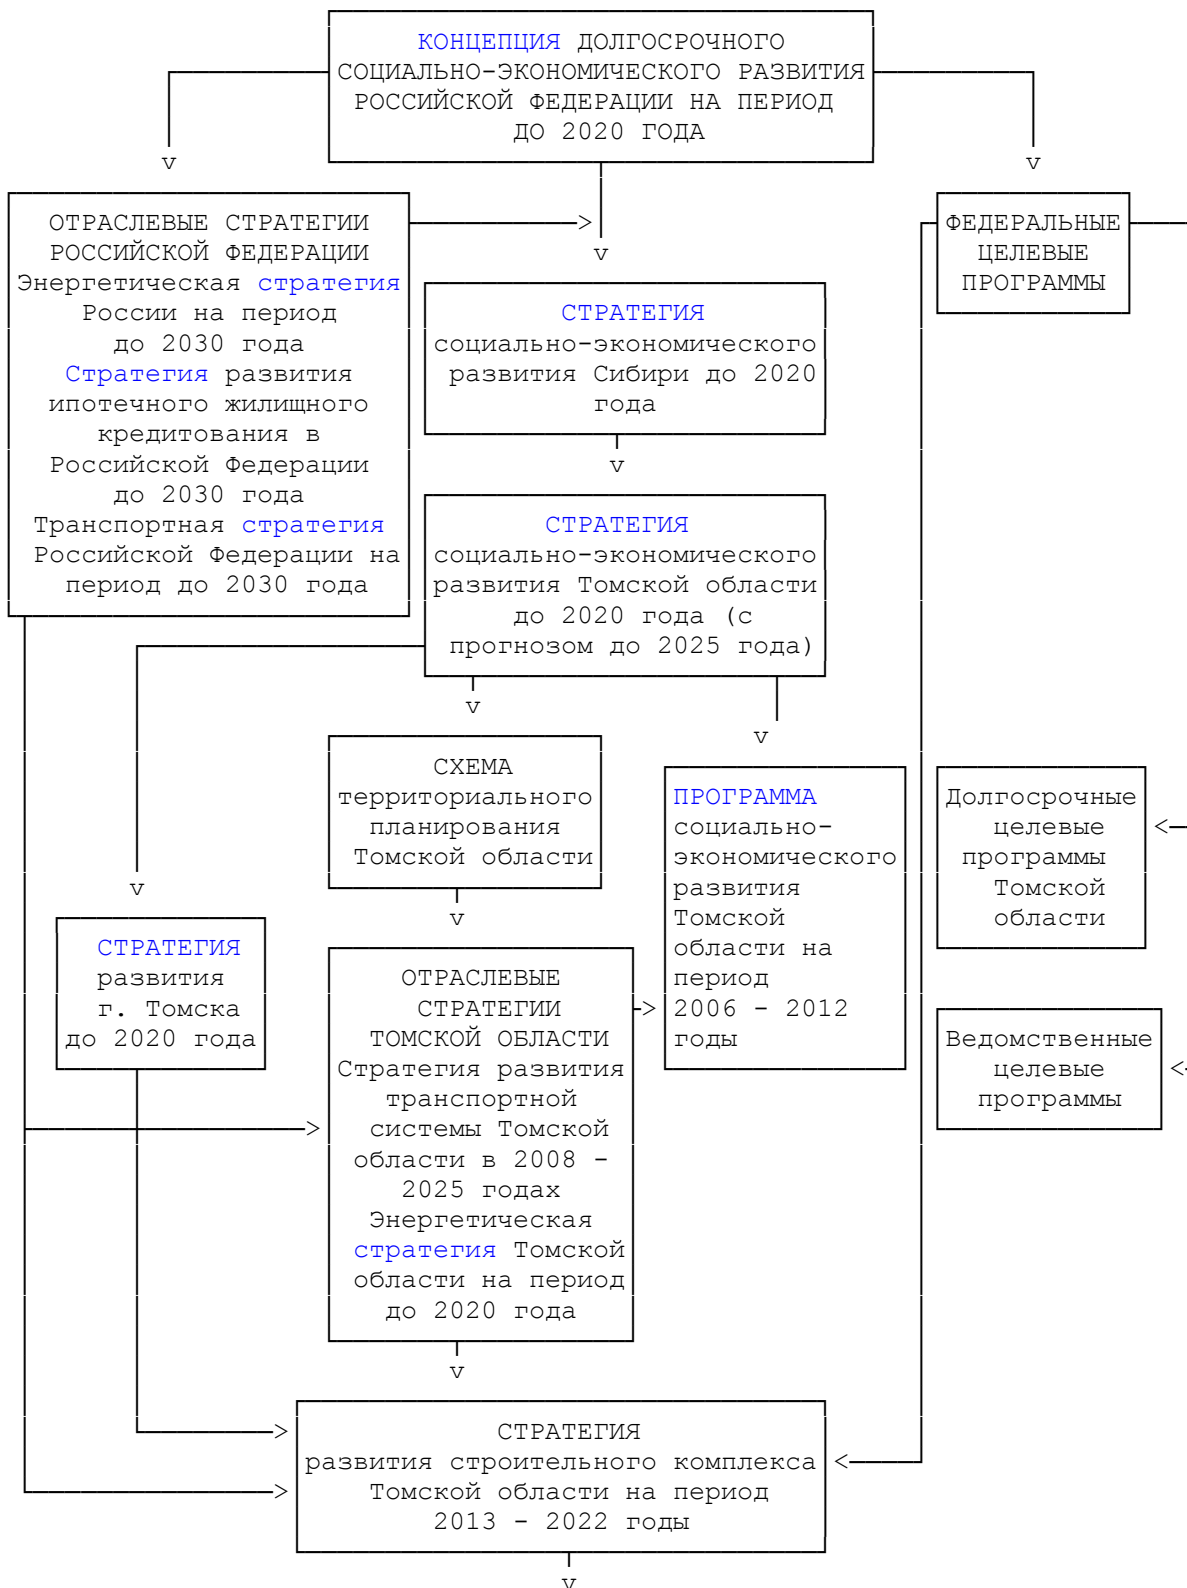 КОНЦЕПЦИЯ ДОЛГОСРОЧНОГО
СОЦИАЛЬНО-ЭКОНОМИЧЕСКОГО РАЗВИТИЯ
РОССИЙСКОЙ ФЕДЕРАЦИИ НА ПЕРИОД
ДО 2020 ГОДА
ОТРАСЛЕВЫЕ СТРАТЕГИИ
РОССИЙСКОЙ ФЕДЕРАЦИИ
Энергетическая стратегия
России на период
до 2030 года
Стратегия развития
ипотечного жилищного
кредитования в
Российской Федерации
до 2030 года
Транспортная стратегия
Российской Федерации на
период до 2030 года
ФЕДЕРАЛЬНЫЕ
ЦЕЛЕВЫЕ
ПРОГРАММЫ
СТРАТЕГИЯ
социально-экономического
развития Сибири до 2020
года
СТРАТЕГИЯ
социально-экономического
развития Томской области
до 2020 года (с
прогнозом до 2025 года)
СХЕМА
территориального
планирования
Томской области
ПРОГРАММА
социально-
экономического
развития
Томской
области на
период
2006 - 2012
годы
Долгосрочные
целевые
программы
Томской
области
СТРАТЕГИЯ
развития
г. Томска
до 2020 года
ОТРАСЛЕВЫЕ
СТРАТЕГИИ
ТОМСКОЙ ОБЛАСТИ
Стратегия развития
транспортной
системы Томской
области в 2008 -
2025 годах
Энергетическая
стратегия Томской
области на период
до 2020 года
Ведомственные
целевые
программы
СТРАТЕГИЯ
развития строительного комплекса
Томской области на период
2013 - 2022 годы